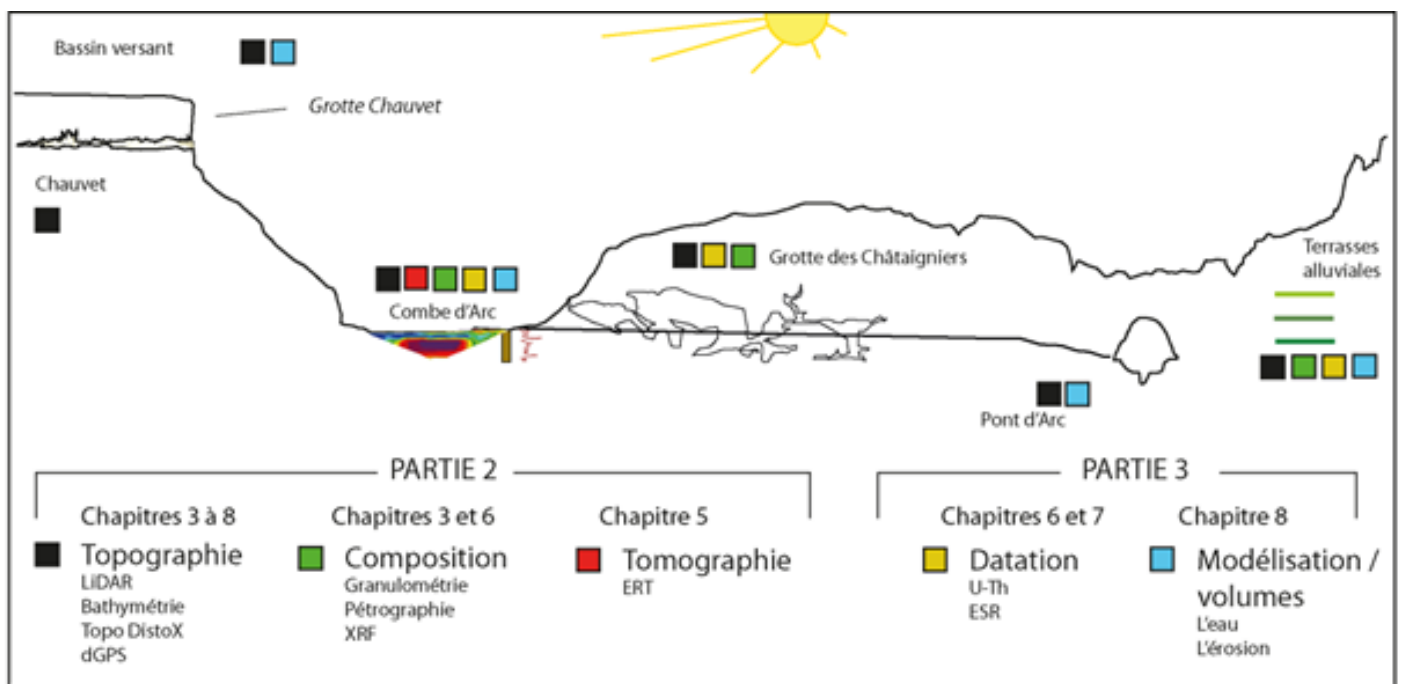 Bassin versant
Grotte Chauvet
Chauvet
Combe d'Arc
Grotte des Châtaigniers
Terrasses
alluviales
Pont d'Arc
PARTIE 2
PARTIE 3
Chapitres 3 à 8
Topographie
LiDAR
Bathymétrie
Topo DistoX
dGPS
Chapitres 3 et 6
Composition
Granulométrie
Pétrographie
XRF
Chapitre 5
Tomographie
ERT
Chapitres 6 et 7
Datation
U-Th
ESR
Chapitre 8
Modélisation /
volumes
L'eau
L'érosion